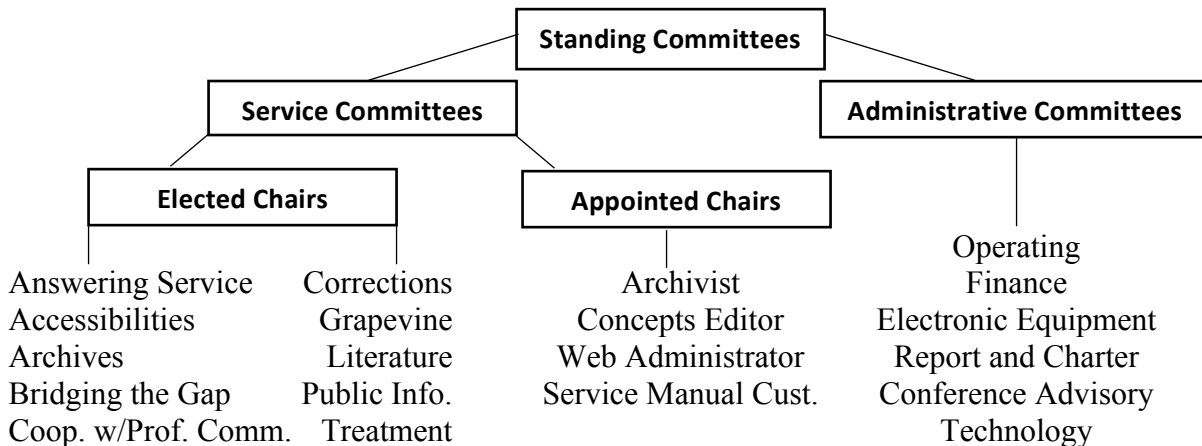 Standing Committees
Service Committees
Administrative Committees
Elected Chairs
Appointed Chairs
Answering Service
Accessibilities
Archives
Bridging the Gap
Coop. w/Prof. Comm.
Corrections
Grapevine
Literature
Public Info.
Treatment
Archivist
Concepts Editor
Web Administrator
Service Manual Cust.
Operating
Finance
Electronic Equipment
Report and Charter
Conference Advisory
Technology